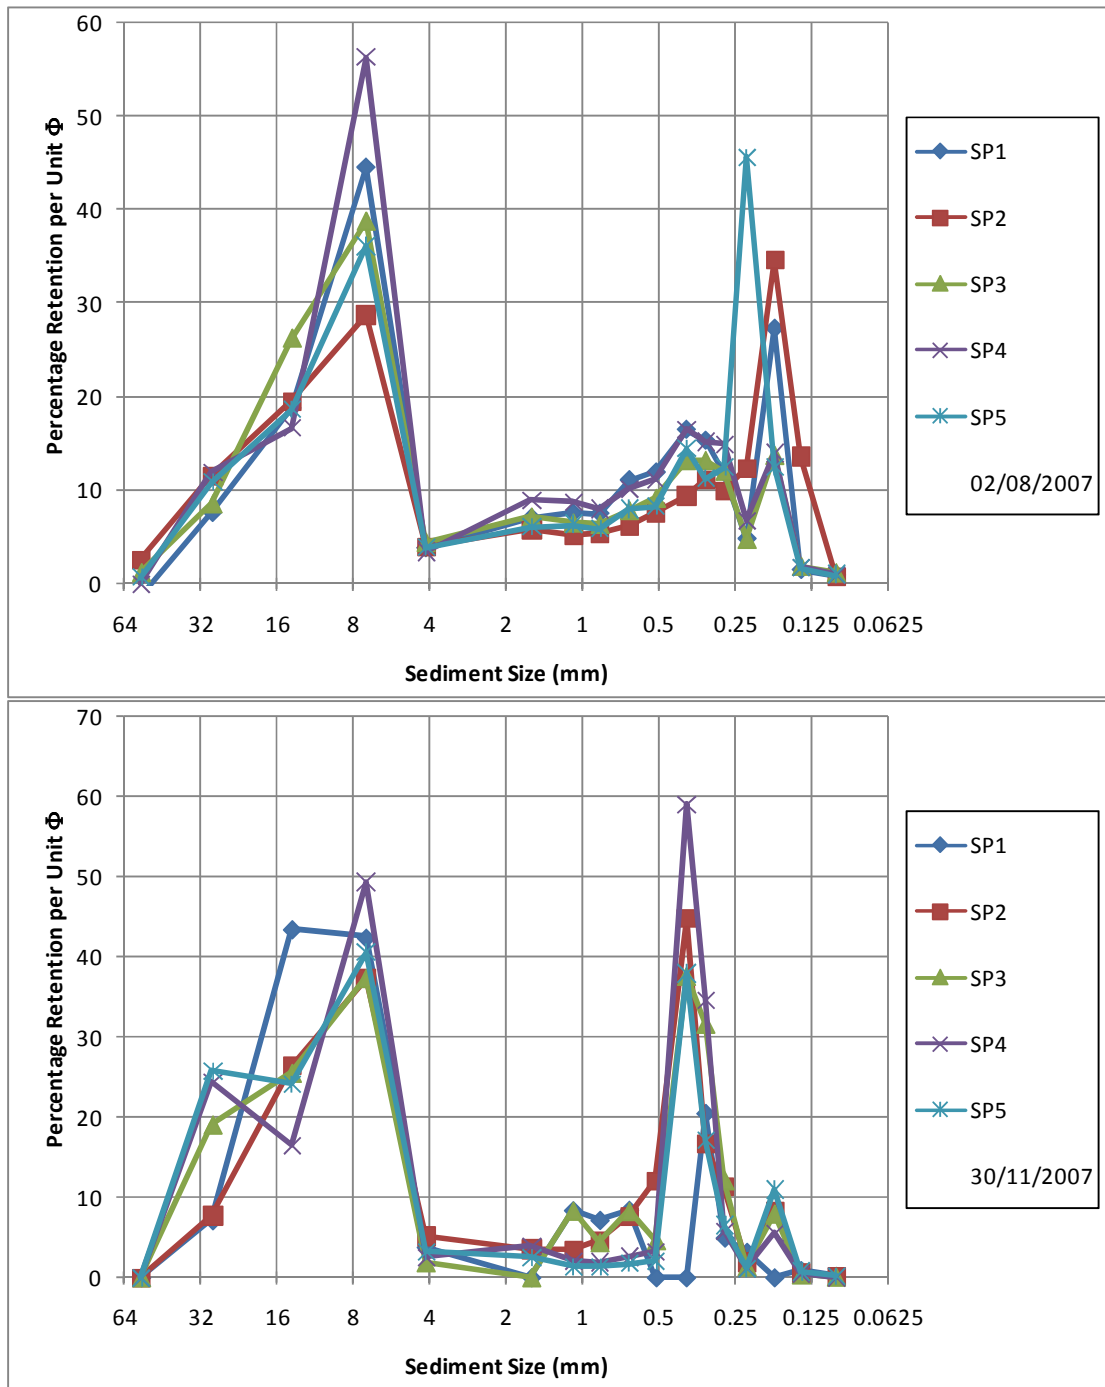 Percentage Retention per Unit Φ
60
50
40
30
20
10
0
64 32 16 8 4 2 1 0.5 0.25 0.125 0.0625
Sediment Size (mm)
SP1
SP2
SP3
SP4
SP5
02/08/2007
Percentage Retention per Unit Φ
70
60
50
40
30
20
10
0
64 32 16 8 4 2 1 0.5 0.25 0.125 0.0625
Sediment Size (mm)
SP1
SP2
SP3
SP4
SP5
30/11/2007